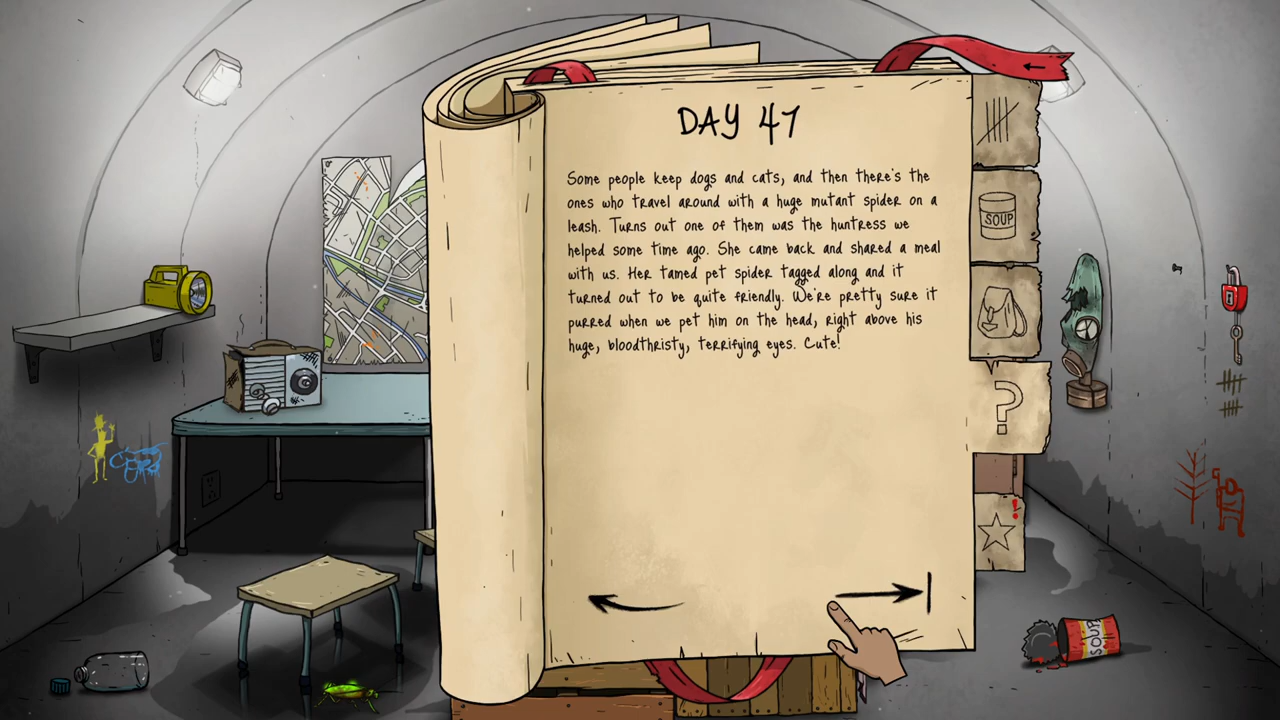 DAY 47
Some people keep dogs and cats, and then there's the
ones who travel around with a huge mutant spider on a
leash. Turns out one of them was the huntress we
helped some time ago. She came back and shared a meal
with us. Her tamed pet spider tagged along and it
turned out to be quite friendly. We're pretty sure it
purred when we pet him on the head, right above his
huge, bloodthristy, terrifying eyes. Cute!
SOUP
?
!
SOUP